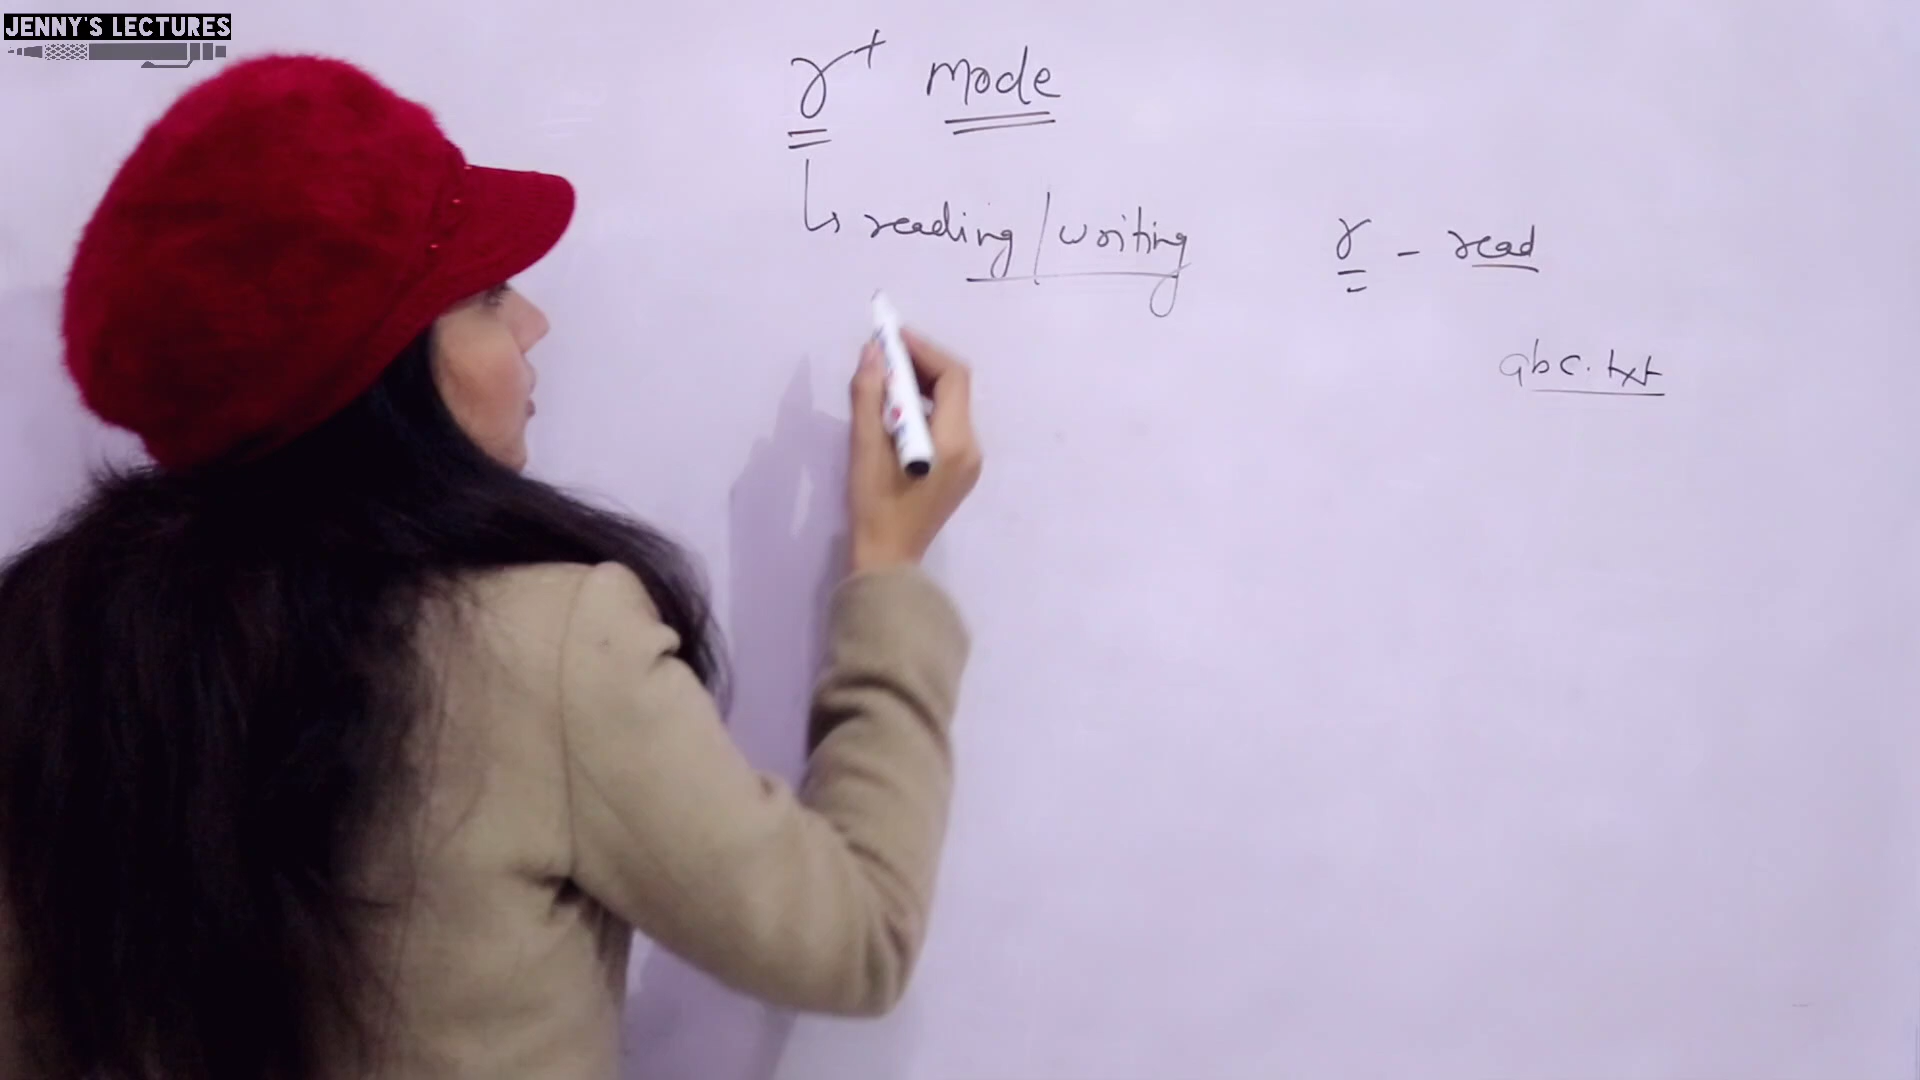 JENNY'S LECTURES
r+ mode
reading/writing
r - read
abc.txt